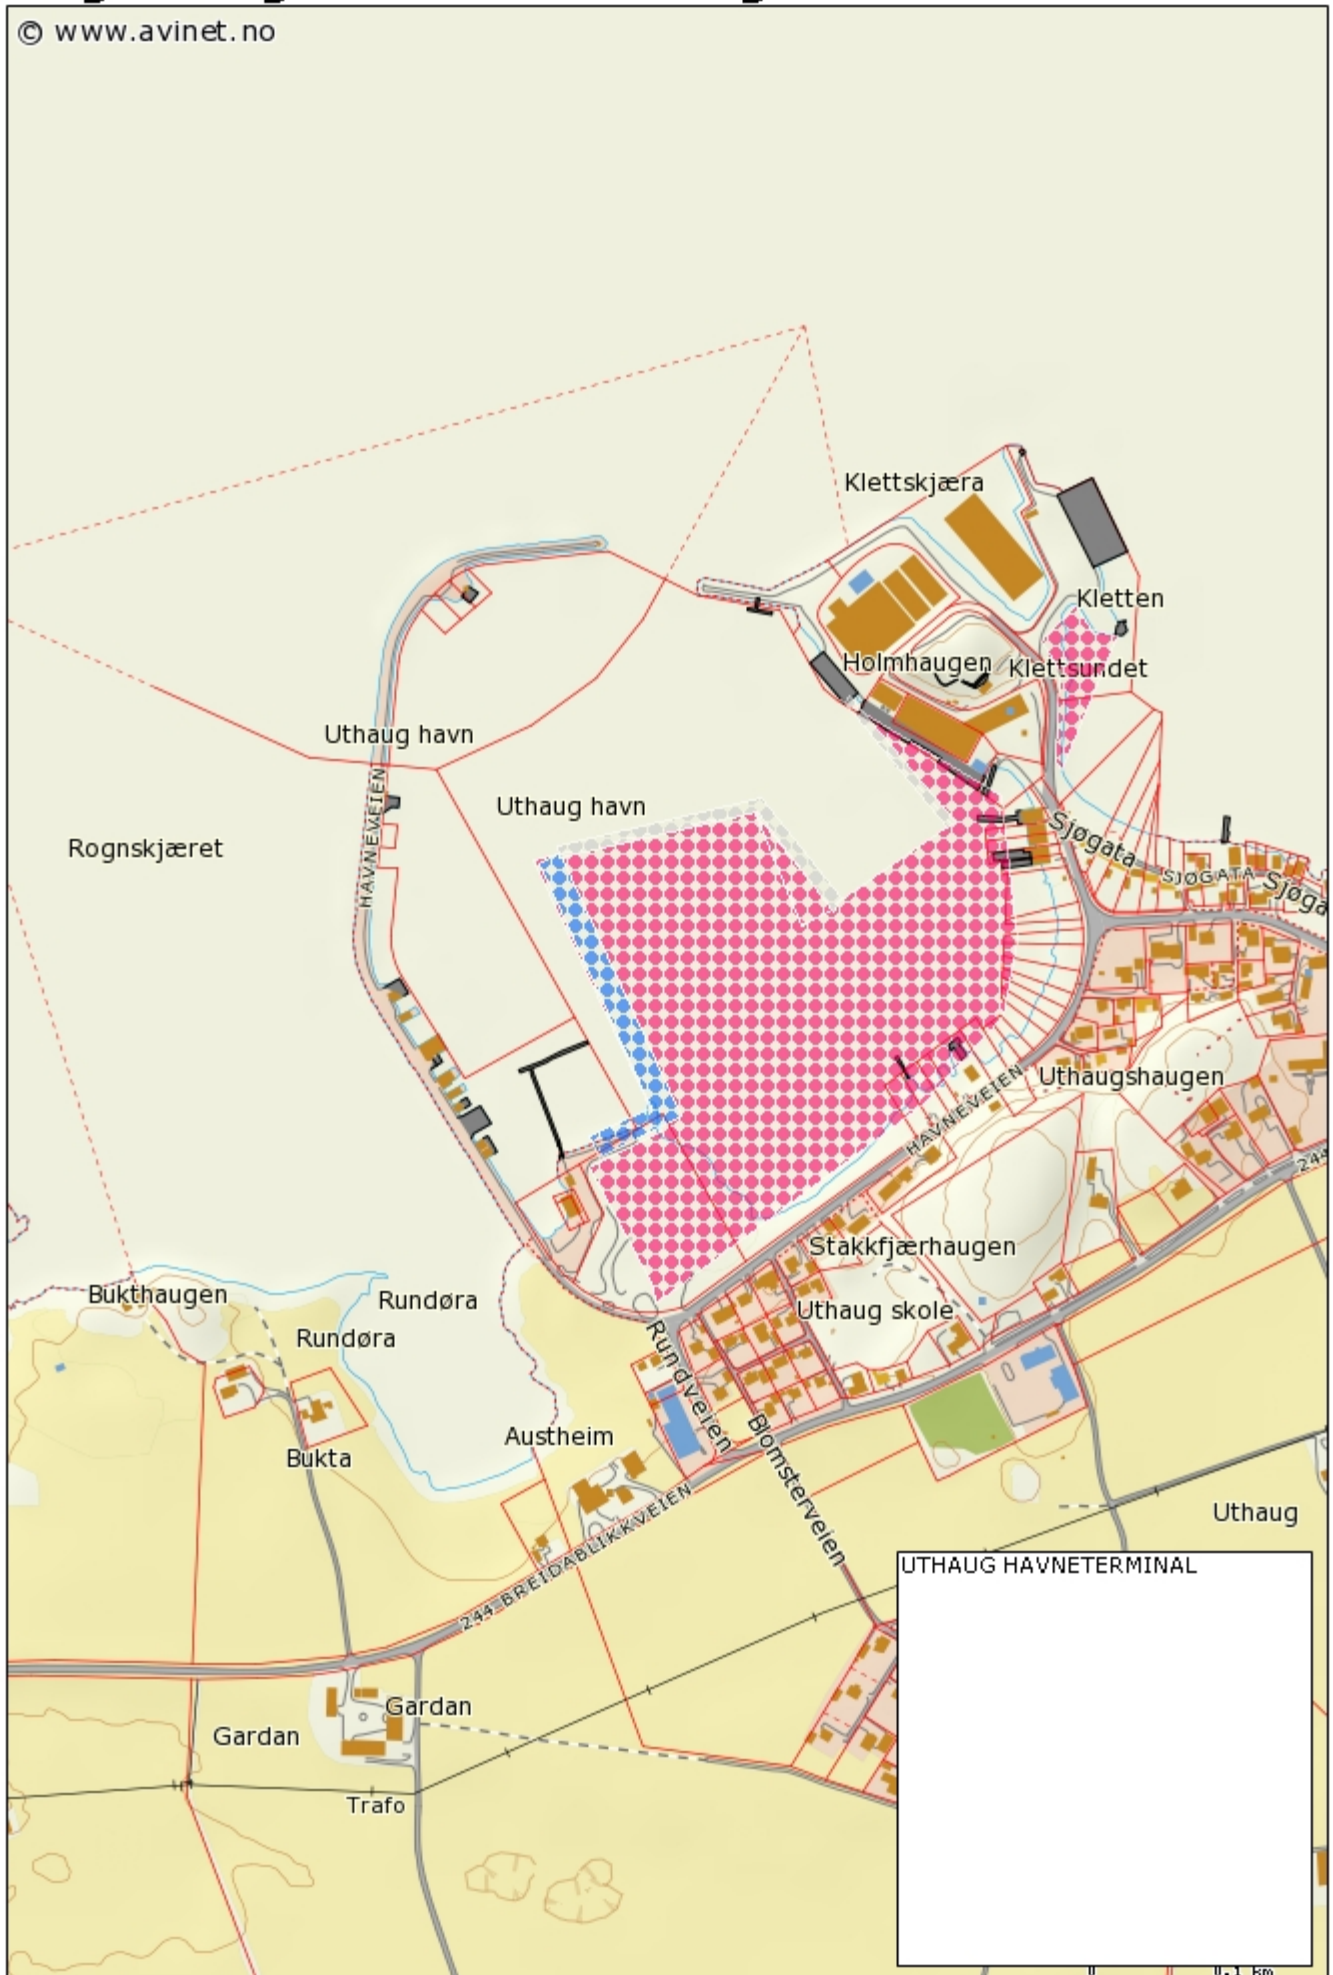 © www.avinet.no
Klettskjæra
Kletten
Holmhaugen
Klettsundet
Uthaug havn
Uthaug havn
HAVNEVEIEN
Rognskjæret
Sjøgata
SJØGATA
Sjøga
Uthaugshaugen
HAVNEVEIEN
244
Stakkfjærhaugen
Bukthaugen
Rundøra
Rundøra
Uthaug skole
Rundveien
Austheim
Blomsterveien
Bukta
Uthaug
244 BREIDABLIKKVEIEN
UTHAUG HAVNETERMINAL
Gardan
Gardan
Trafo